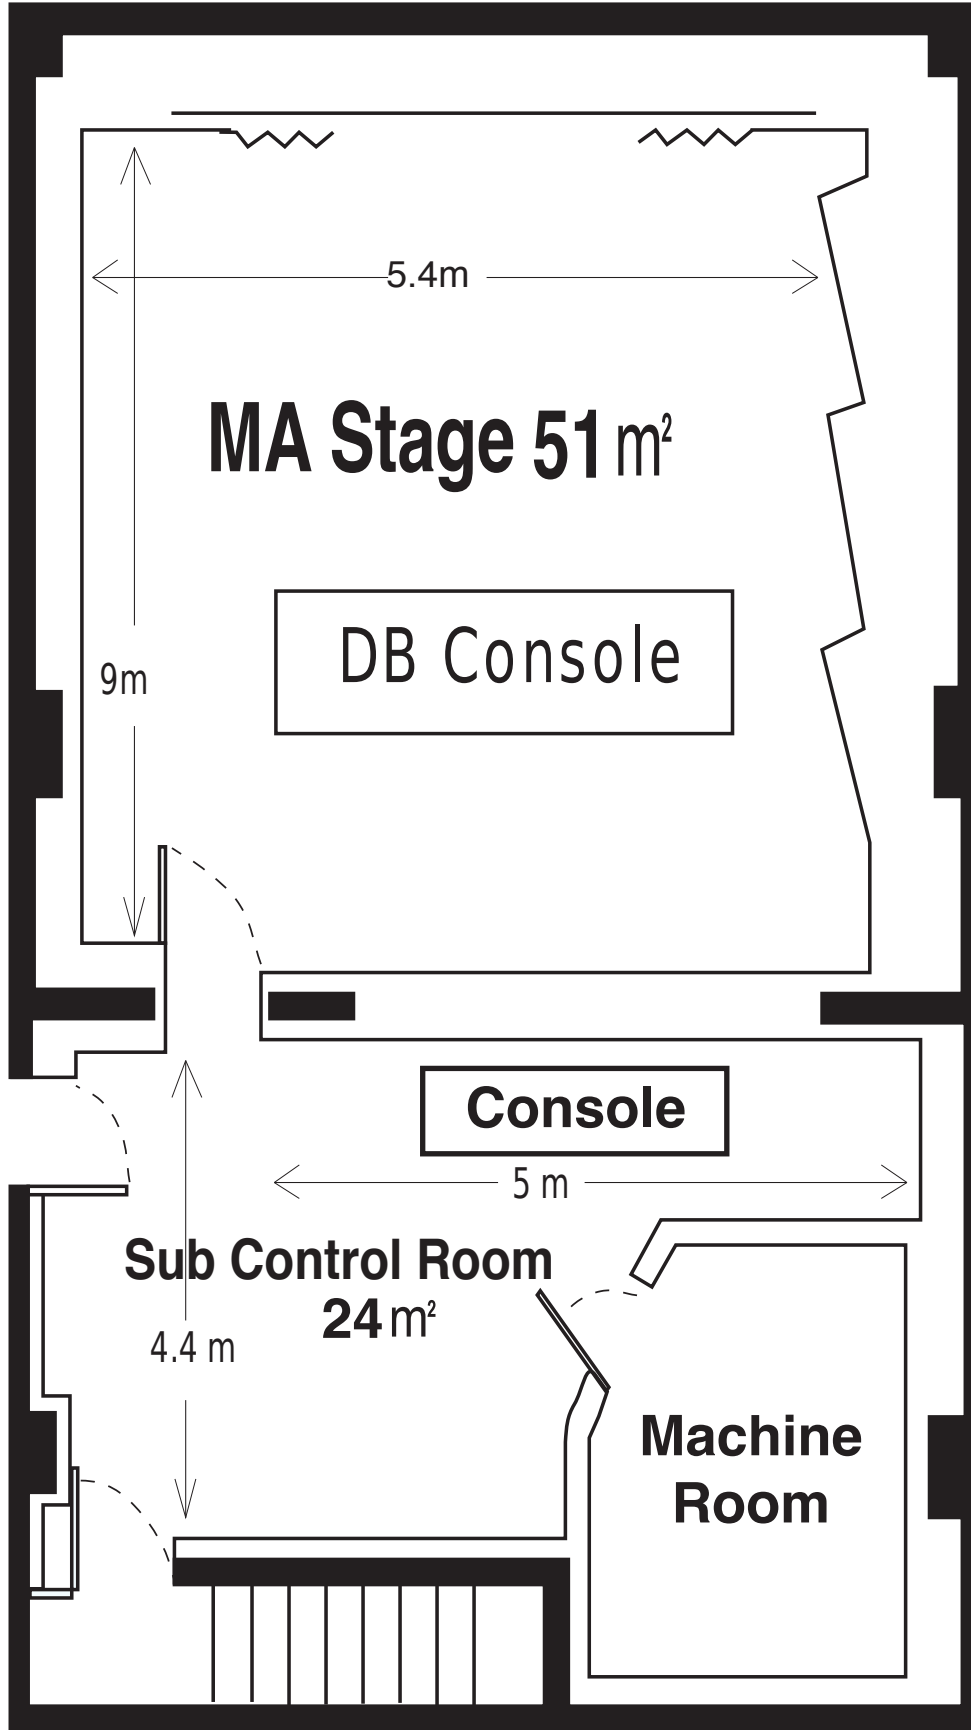 5.4m
MA Stage 51m²
DB Console
9m
Console
5 m
Sub Control Room
24m²
4.4 m
Machine
Room